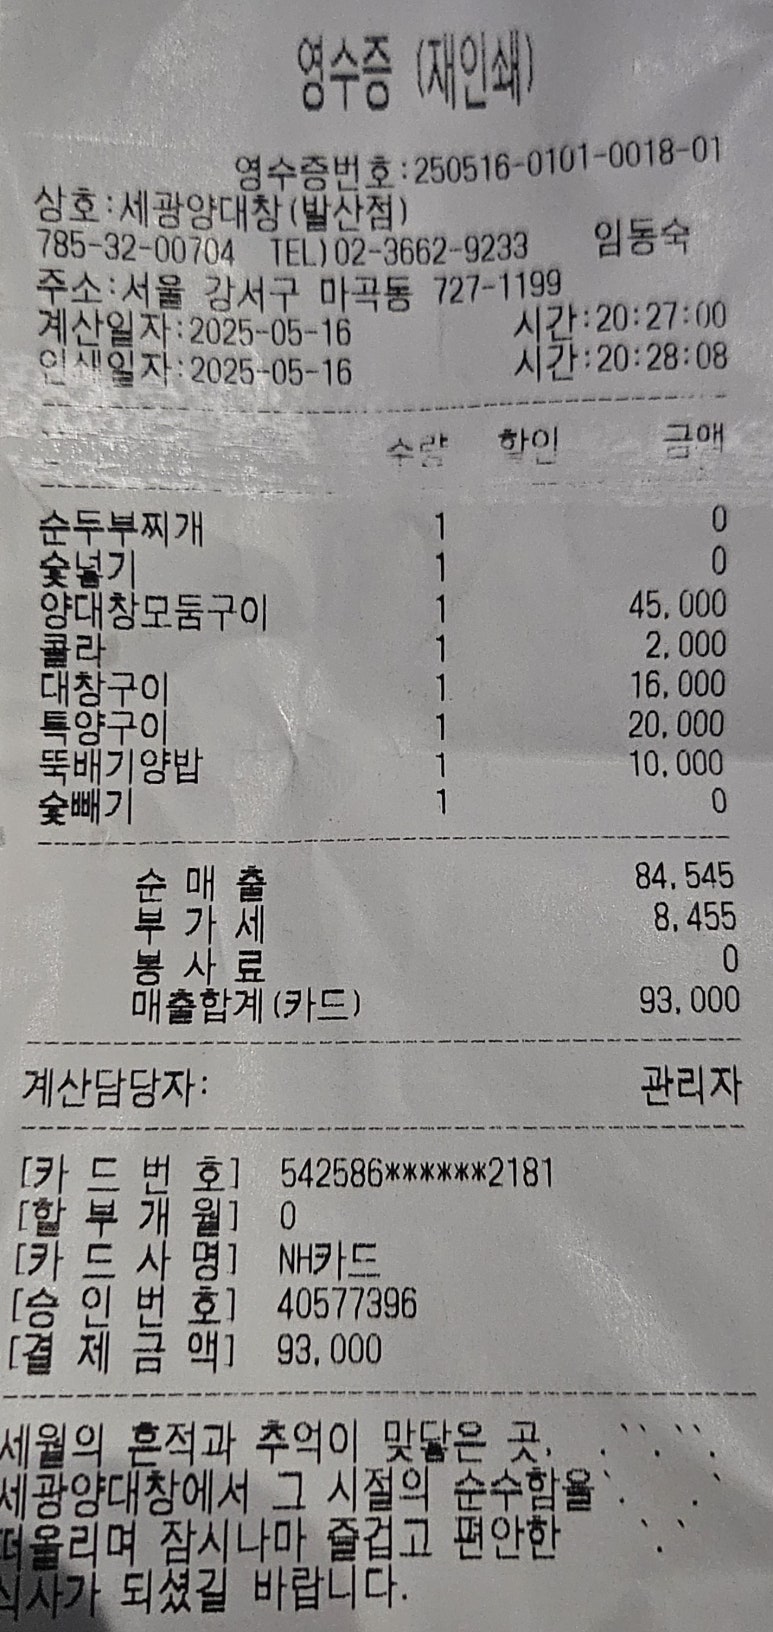 영수증 (재인쇄)
영수증번호:250516-0101-0018-01
상호:세광양대창(발산점)
785-32-00704 TEL)02-3662-9233 임동숙
주소:서울 강서구 마곡동 727-1199
계산일자:2025-05-16 시간:20:27:00
인쇄일자:2025-05-16 시간:20:28:08
수량 할인 금액
순두부찌개 1 0
숯넣기 1 0
양대창모둠구이 1 45,000
콜라 1 2,000
대창구이 1 16,000
특양구이 1 20,000
뚝배기양밥 1 10,000
숯빼기 1 0
순 매 출 84,545
부 가 세 8,455
봉 사 료 0
매출합계(카드) 93,000
계산담당자: 관리자
[카 드 번 호] 542586******2181
[할 부 개 월] 0
[카 드 사 명] NH카드
[승 인 번 호] 40577396
[결 제 금 액] 93,000
세월의 흔적과 추억이 맞닿은 곳,
세광양대창에서 그 시절의 순수함을
떠올리며 잠시나마 즐겁고 편안한
식사가 되셨길 바랍니다.